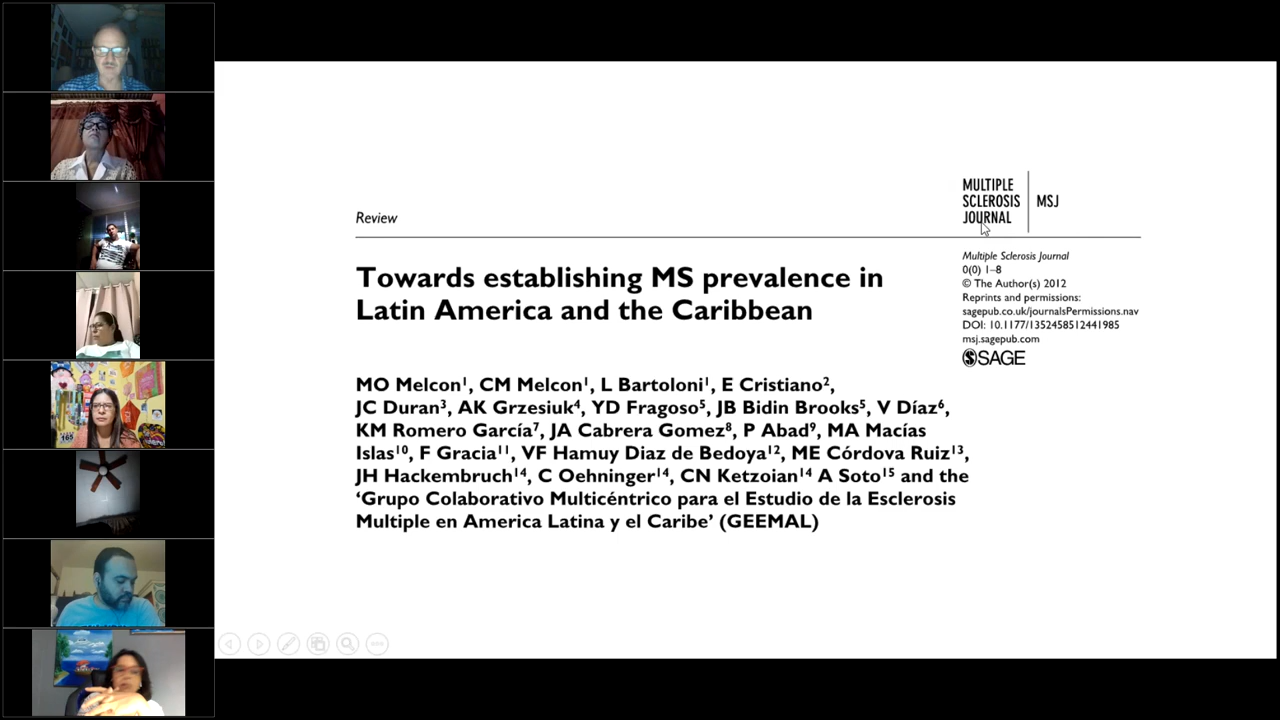 Review
MULTIPLE
SCLEROSIS
JOURNAL
MSJ
Multiple Sclerosis Journal
0(0) 1–8
© The Author(s) 2012
Reprints and permissions:
sagepub.co.uk/journalsPermissions.nav
DOI: 10.1177/1352458512441985
msj.sagepub.com
SAGE
Towards establishing MS prevalence in
Latin America and the Caribbean
MO Melcon¹, CM Melcon¹, L Bartoloni¹, E Cristiano²,
JC Duran³, AK Grzesiuk⁴, YD Fragoso⁵, JB Bidin Brooks⁵, V Díaz⁶,
KM Romero García⁷, JA Cabrera Gomez⁸, P Abad⁹, MA Macías
Islas¹⁰, F Gracia¹¹, VF Hamuy Diaz de Bedoya¹², ME Córdova Ruiz¹³,
JH Hackembruch¹⁴, C Oehninger¹⁴, CN Ketzoian¹⁴ A Soto¹⁵ and the
‘Grupo Colaborativo Multicéntrico para el Estudio de la Esclerosis
Multiple en America Latina y el Caribe’ (GEEMAL)
165